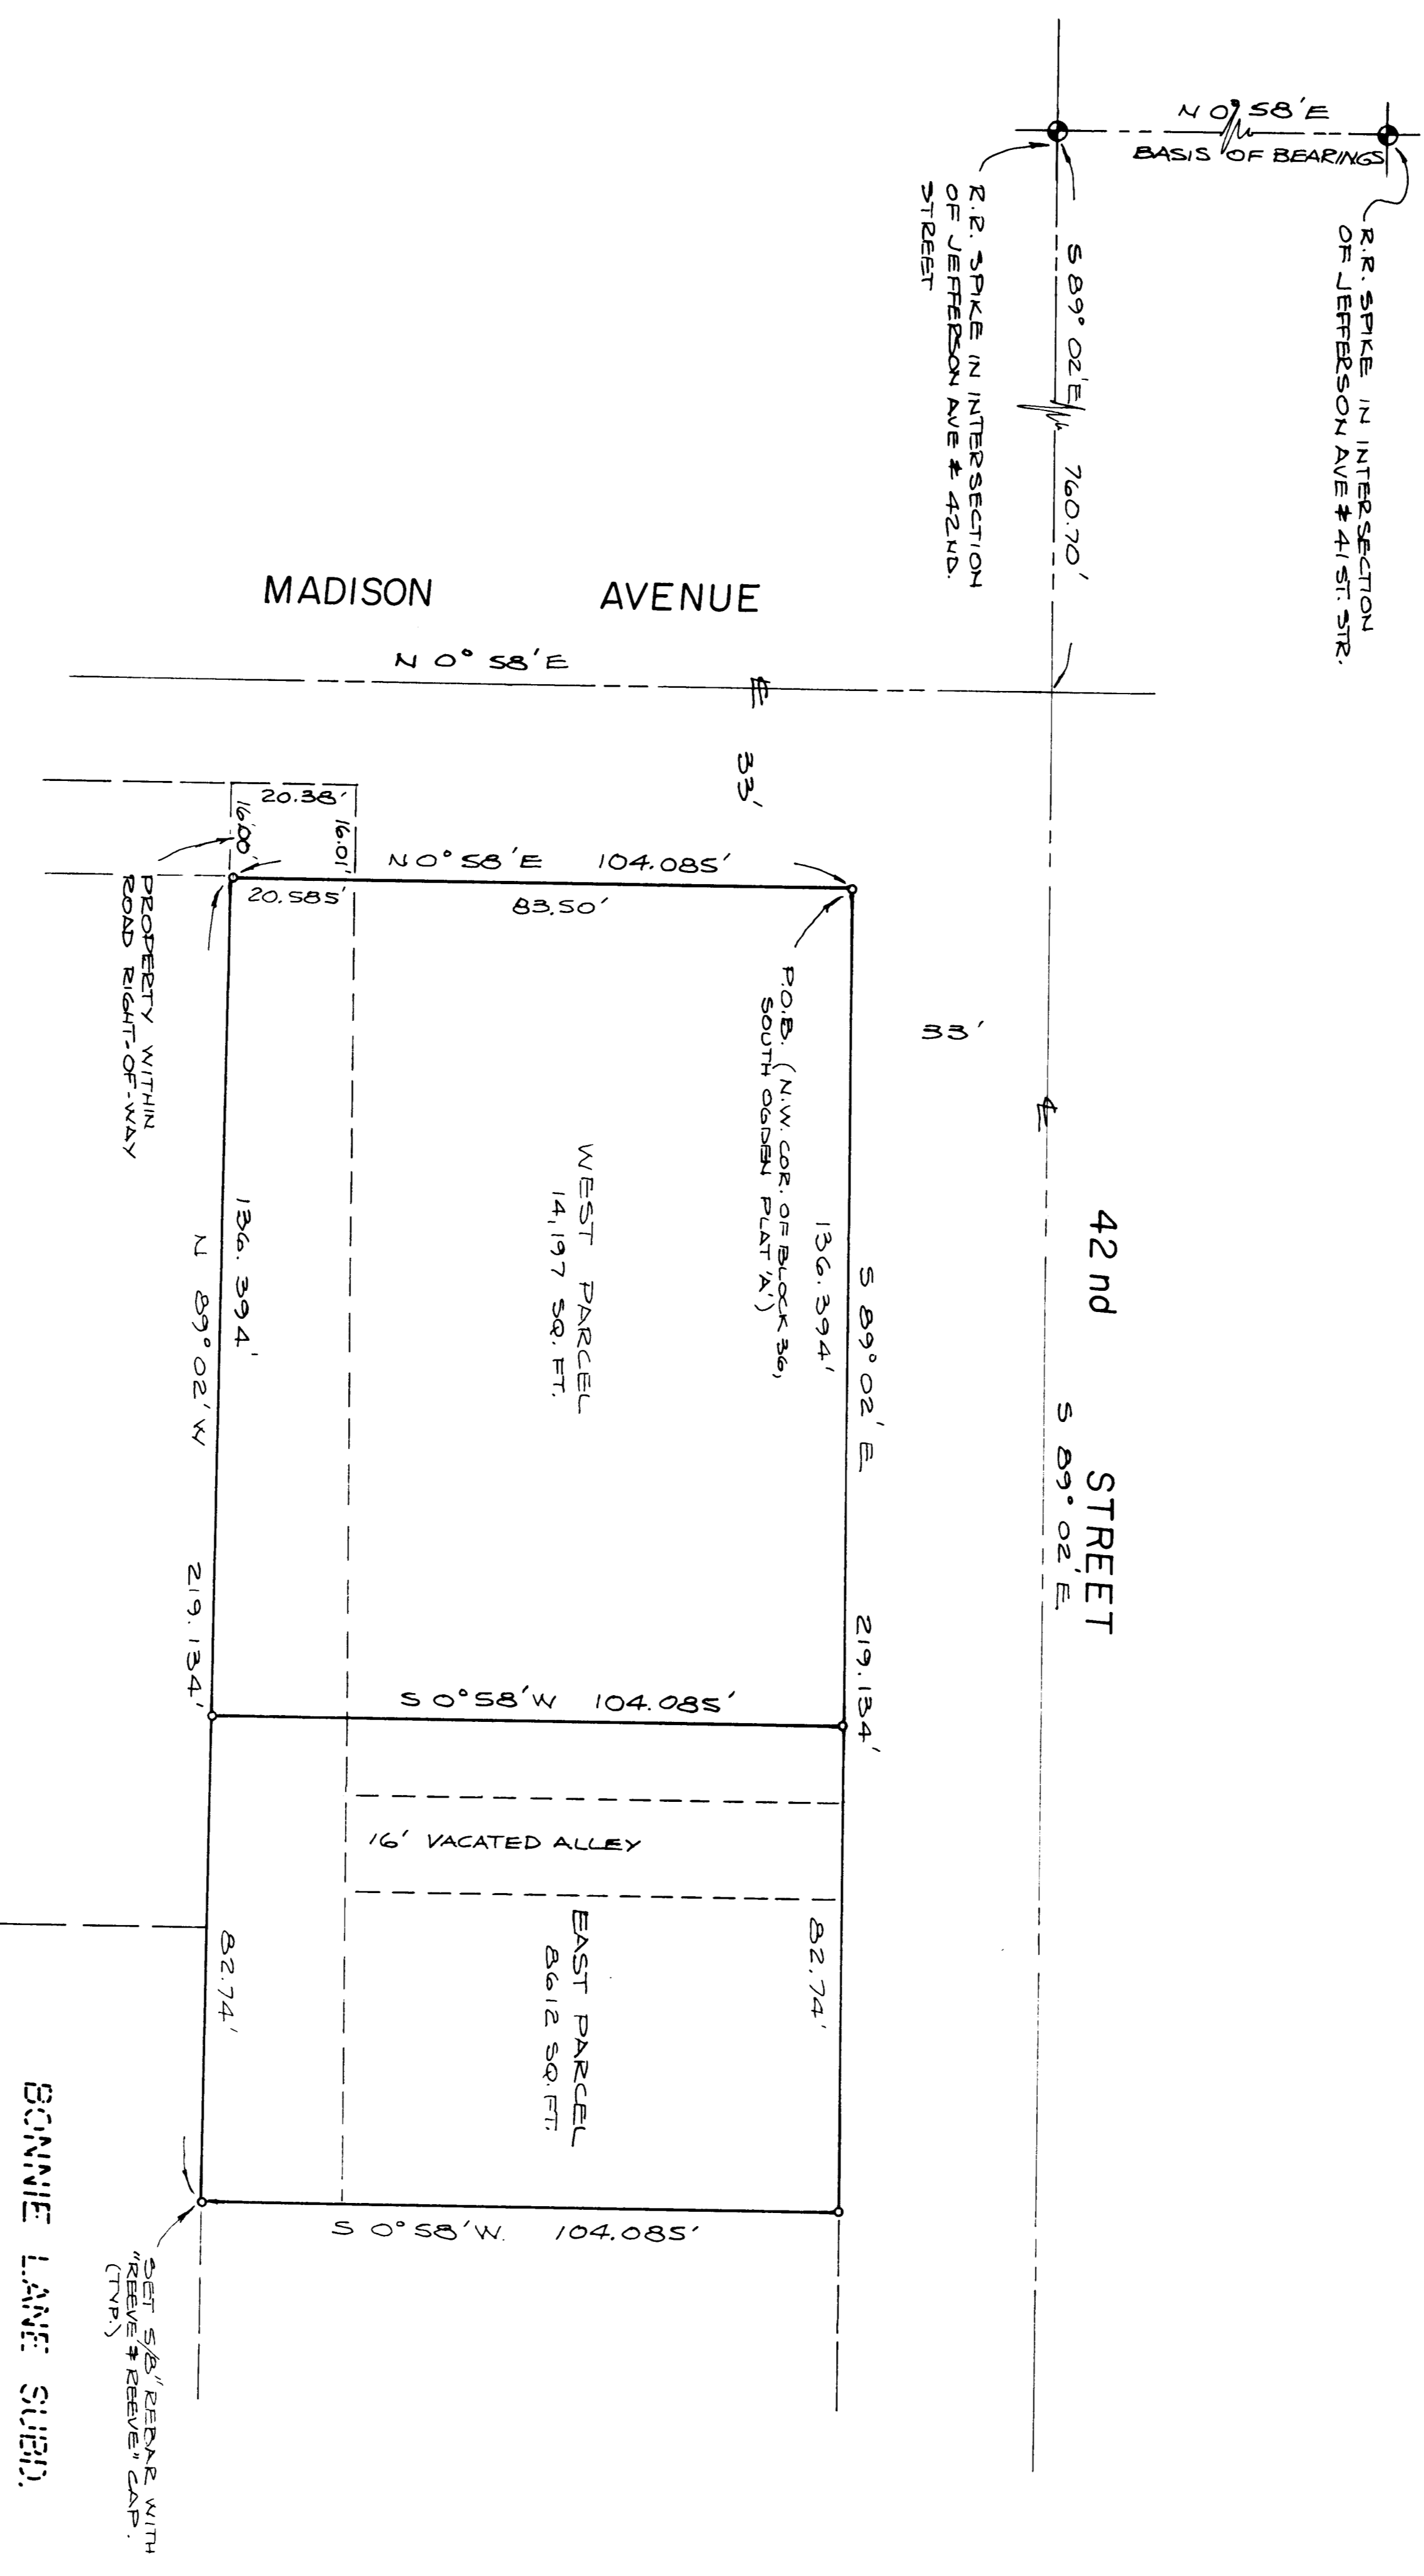 N 0° 58' E
BASIS OF BEARINGS
R.R. SPIKE IN INTERSECTION
OF JEFFERSON AVE & 41 ST. STR.
S 89° 02' E 760.70'
R.R. SPIKE IN INTERSECTION
OF JEFFERSON AVE & 42ND.
STREET
MADISON AVENUE
N 0° 58' E
33'
20.38'
16.00'
16.01'
N 0° 58' E 104.085'
20.585'
83.50'
PROPERTY WITHIN
ROAD RIGHT-OF-WAY
P.O.B. (N.W. COR. OF BLOCK 36,
SOUTH OGDEN PLAT 'A')
33'
42nd STREET
S 89° 02' E
WEST PARCEL
14,197 SQ. FT.
136.394'
S 89° 02' E
219.134'
136.394'
N 89° 02' W
219.134'
S 0° 58' W 104.085'
16' VACATED ALLEY
EAST PARCEL
8612 SQ. FT.
82.74'
82.74'
S 0° 58' W. 104.085'
SET 5/8" REBAR WITH
"REEVE & REEVE" CAP.
(TYP.)
BONNIE LANE SUBD.